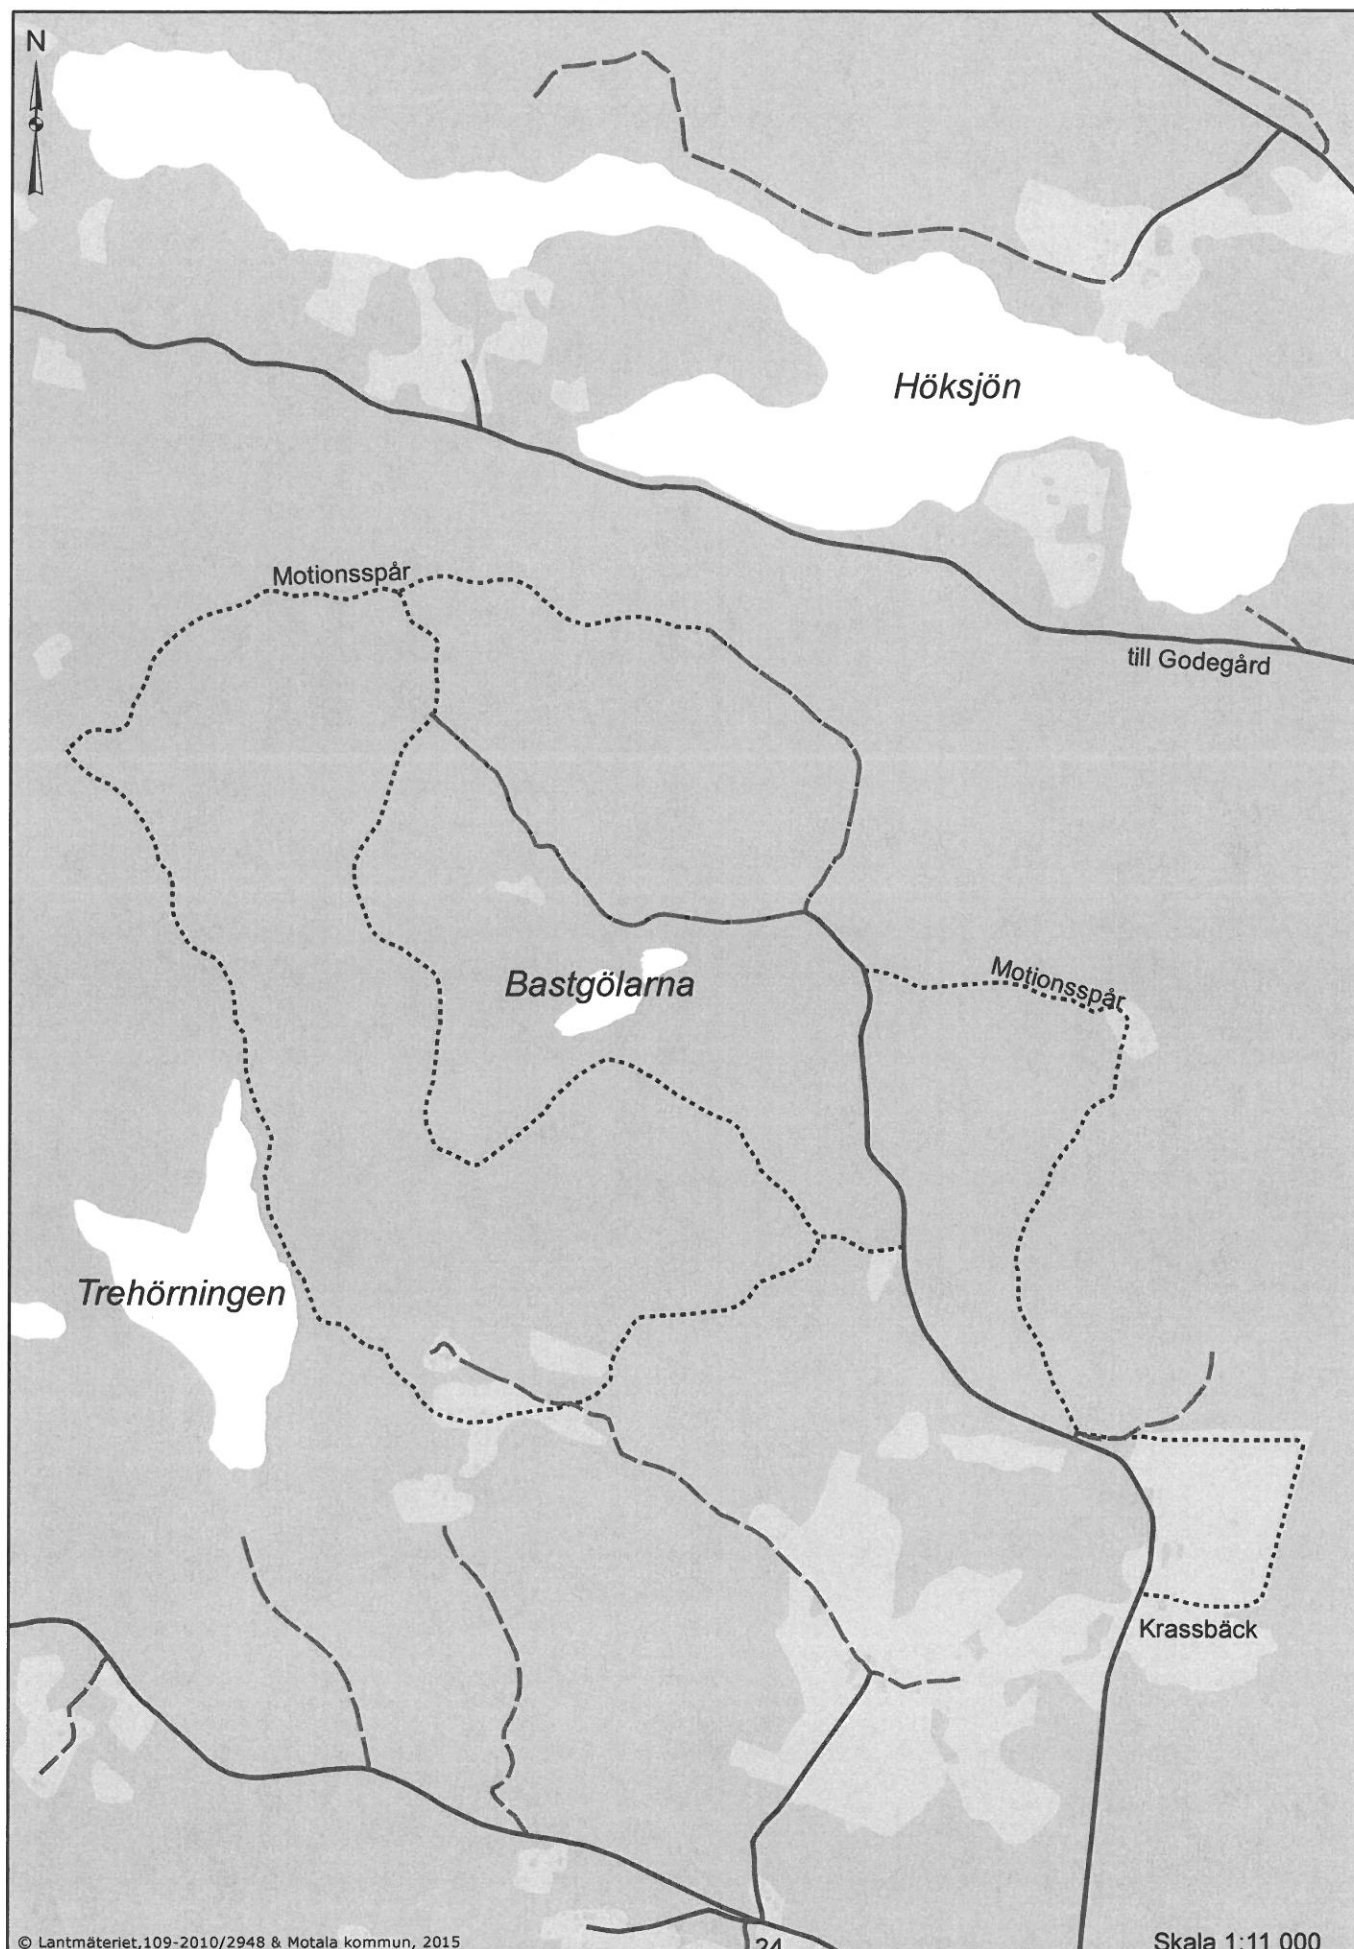 N
Höksjön
Motionsspår
till Godegård
Bastgölarna
Motionsspår
Trehörningen
Krassbäck
© Lantmäteriet,109-2010/2948 & Motala kommun, 2015
24
Skala 1:11 000